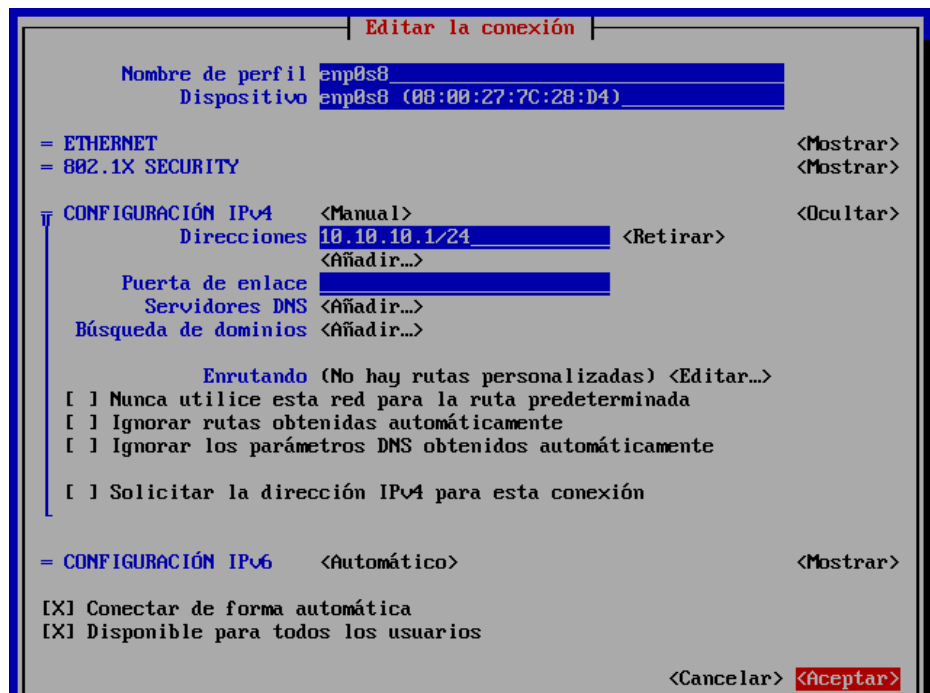 Editar la conexión
Nombre de perfil enp0s8
Dispositivo enp0s8 (08:00:27:7C:28:D4)
= ETHERNET <Mostrar>
= 802.1X SECURITY <Mostrar>
CONFIGURACIÓN IPv4 <Manual> <Ocultar>
Direcciones 10.10.10.1/24 <Retirar>
<Añadir…>
Puerta de enlace
Servidores DNS <Añadir…>
Búsqueda de dominios <Añadir…>
Enrutando (No hay rutas personalizadas) <Editar…>
[ ] Nunca utilice esta red para la ruta predeterminada
[ ] Ignorar rutas obtenidas automáticamente
[ ] Ignorar los parámetros DNS obtenidos automáticamente
[ ] Solicitar la dirección IPv4 para esta conexión
= CONFIGURACIÓN IPv6 <Automático> <Mostrar>
[X] Conectar de forma automática
[X] Disponible para todos los usuarios
<Cancelar> <Aceptar>